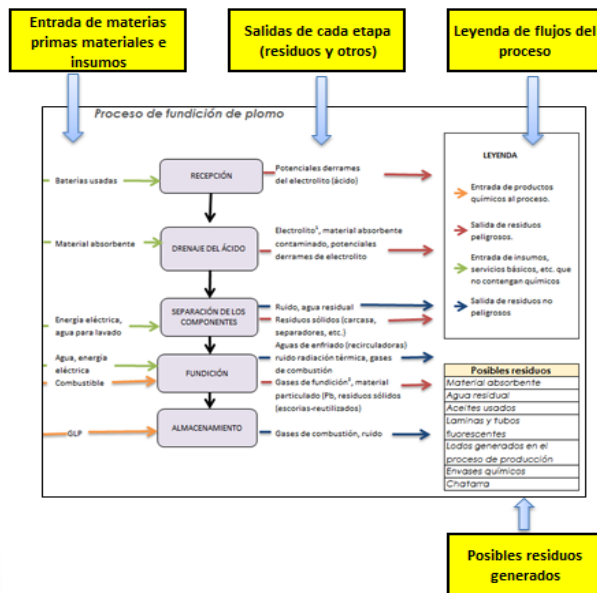 Entrada de materias
primas materiales e
insumos
Salidas de cada etapa
(residuos y otros)
Leyenda de flujos del
proceso
Proceso de fundición de plomo
Baterías usadas
RECEPCIÓN
Potenciales derrames
del electrolito (ácido)
Material absorbente
DRENAJE DEL ÁCIDO
Electrolito¹, material absorbente
contaminado, potenciales
derrames de electrolito
Energía eléctrica,
agua para lavado
SEPARACIÓN DE LOS
COMPONENTES
Ruido, agua residual
Residuos sólidos (carcasa,
separadores, etc.)
Agua, energía
eléctrica
Combustible
FUNDICIÓN
Aguas de enfriado (recirculadoras)
ruido radiación térmica, gases
de combustión
Gases de fundición², material
particulado (Pb, residuos sólidos
(escorias-reutilizados)
GLP
ALMACENAMIENTO
Gases de combustión, ruido
LEYENDA
Entrada de productos
químicos al proceso.
Salida de residuos
peligrosos.
Entrada de insumos,
servicios básicos, etc. que
no contengan químicos
Salida de residuos no
peligrosos
Posibles residuos
Material absorbente
Agua residual
Aceites usados
Laminas y tubos
fluorescentes
Lodos generados en el
proceso de producción
Envases químicos
Chatarra
Posibles residuos
generados